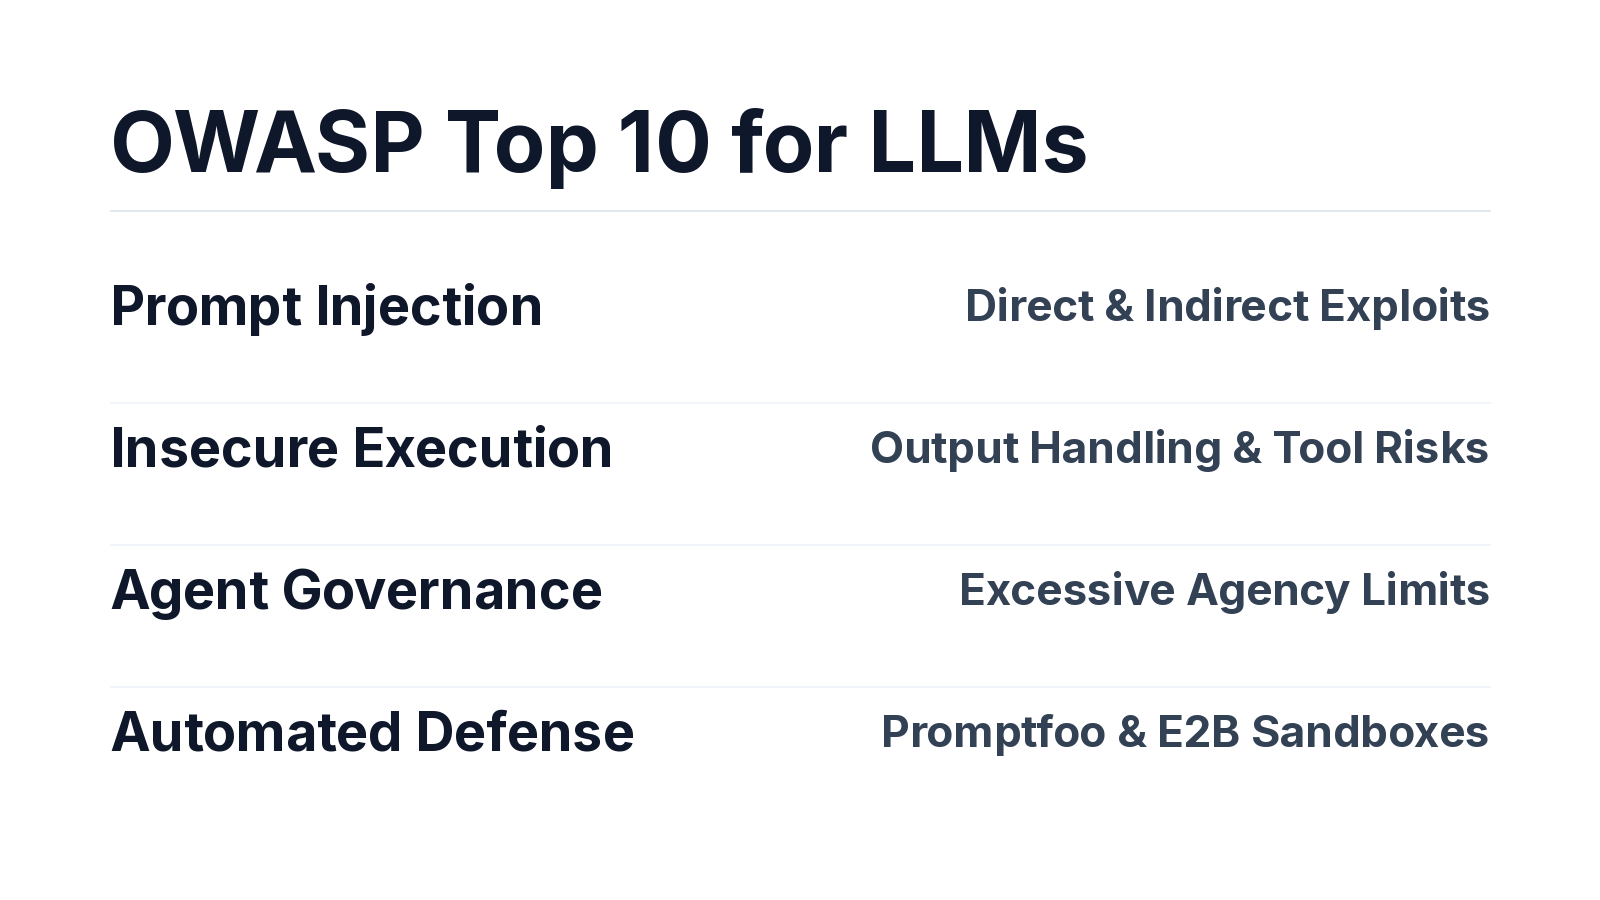 OWASP Top 10 for LLMs
Prompt Injection Direct & Indirect Exploits
Insecure Execution Output Handling & Tool Risks
Agent Governance Excessive Agency Limits
Automated Defense Promptfoo & E2B Sandboxes